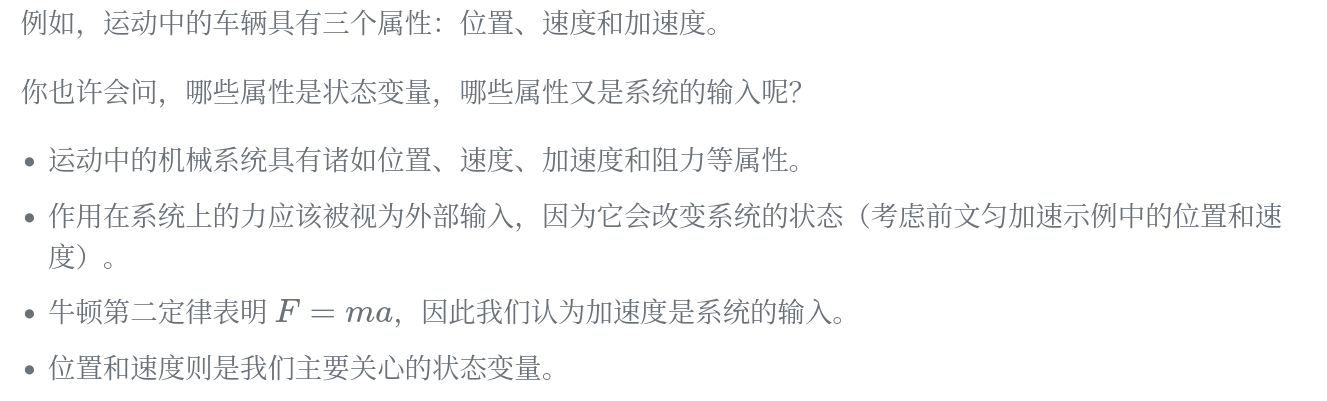 例如，运动中的车辆具有三个属性：位置、速度和加速度。
你也许会问，哪些属性是状态变量，哪些属性又是系统的输入呢？
• 运动中的机械系统具有诸如位置、速度、加速度和阻力等属性。
• 作用在系统上的力应该被视为外部输入，因为它会改变系统的状态（考虑前文匀加速示例中的位置和速
度）。
• 牛顿第二定律表明 F = ma，因此我们认为加速度是系统的输入。
• 位置和速度则是我们主要关心的状态变量。